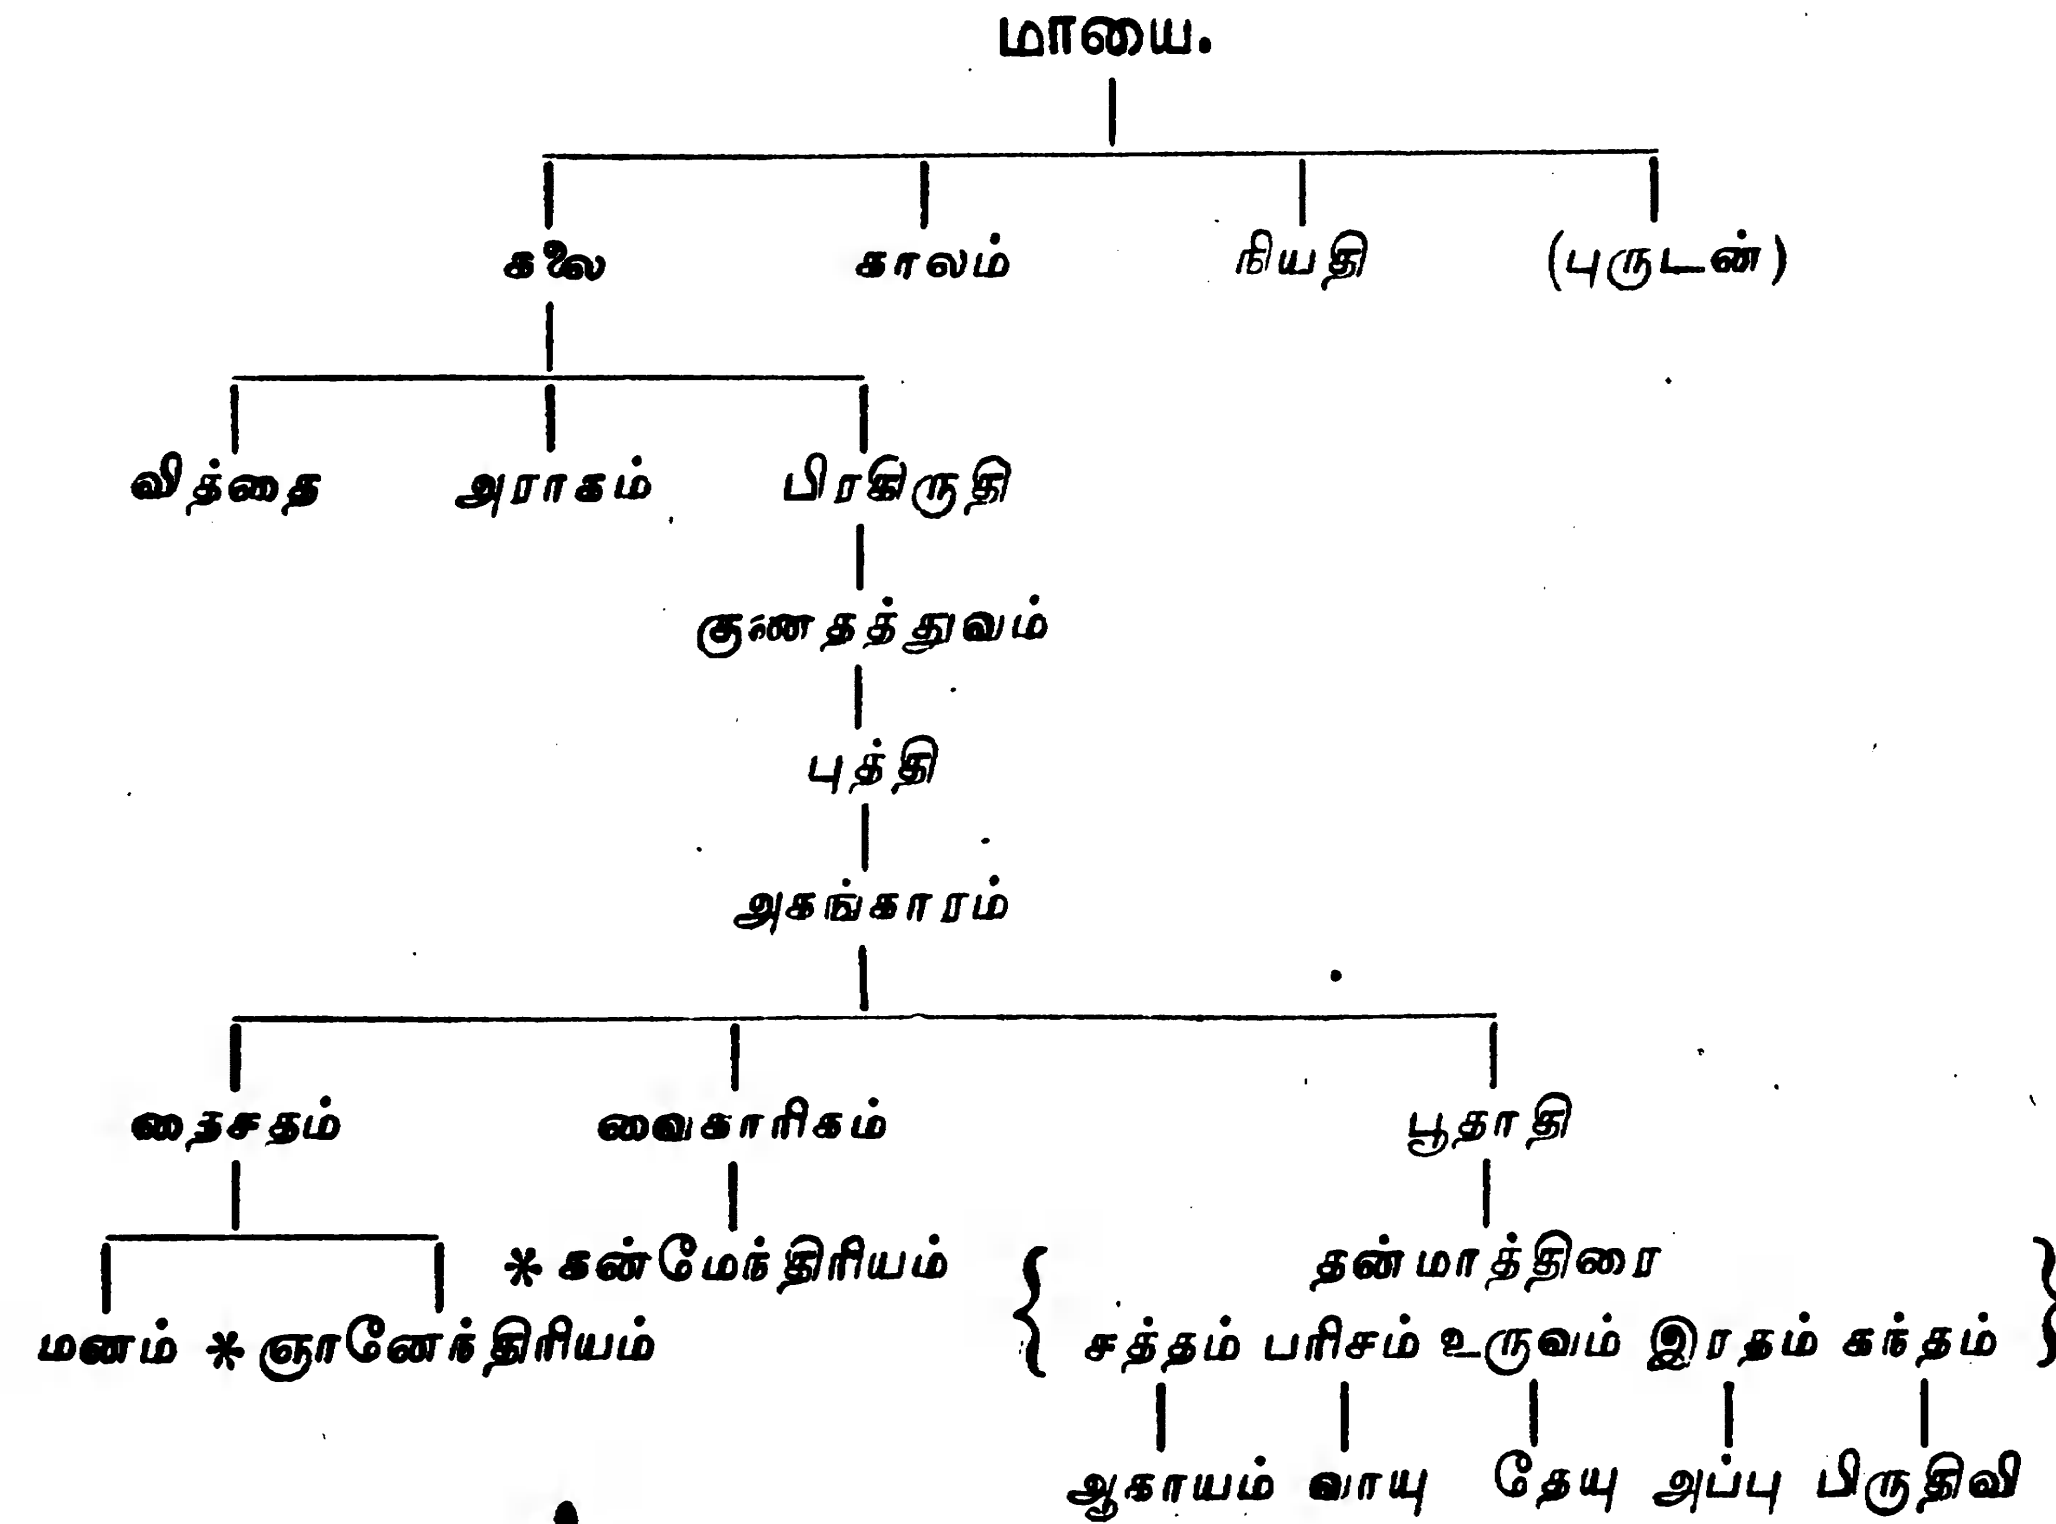 மாயை.
கலை காலம் நியதி (புருடன்)
வித்தை அராகம் பிரகிருதி
குணதத்துவம்
புத்தி
அகங்காரம்
தைசதம் வைகாரிகம் பூதாதி
*கன்மேந்திரியம் { தன்மாத்திரை }
மனம் *ஞானேந்திரியம் சத்தம் பரிசம் உருவம் இரதம் கந்தம்
ஆகாயம் வாயு தேயு அப்பு பிருதிவி